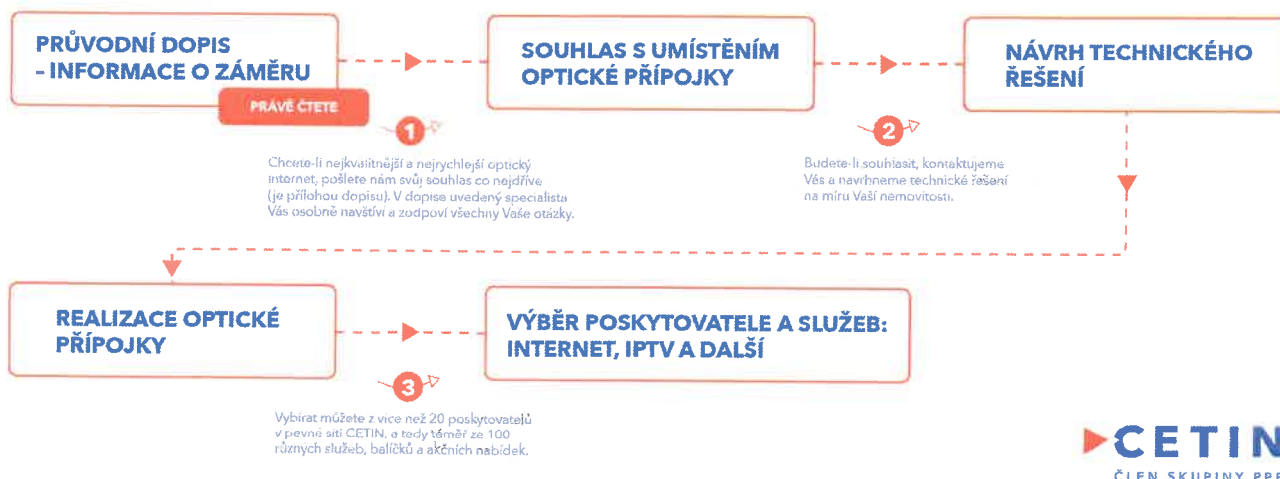 PRŮVODNÍ DOPIS
– INFORMACE O ZÁMĚRU
PRÁVĚ ČTETE
SOUHLAS S UMÍSTĚNÍM
OPTICKÉ PŘÍPOJKY
NÁVRH TECHNICKÉHO
ŘEŠENÍ
1
Chcete-li nejkvalitnější a nejrychlejší optický
internet, pošlete nám svůj souhlas co nejdříve
(je přílohou dopisu). V dopise uvedený specialista
Vás osobně navštíví a zodpoví všechny Vaše otázky.
2
Budete-li souhlasit, kontaktujeme
Vás a navrhneme technické řešení
na míru Vaší nemovitosti.
REALIZACE OPTICKÉ
PŘÍPOJKY
VÝBĚR POSKYTOVATELE A SLUŽEB:
INTERNET, IPTV A DALŠÍ
3
Vybírat můžete z více než 20 poskytovatelů
v pevné síti CETIN, a tedy téměř ze 100
různých služeb, balíčků a akčních nabídek.
CETIN
ČLEN SKUPINY PPF